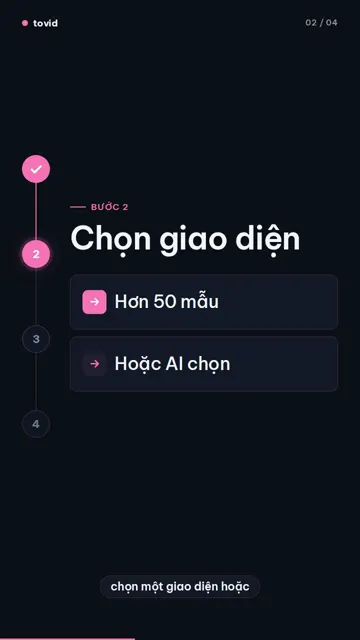 tovid
02 / 04
BƯỚC 2
2
Chọn giao diện
Hơn 50 mẫu
3
Hoặc AI chọn
4
chọn một giao diện hoặc